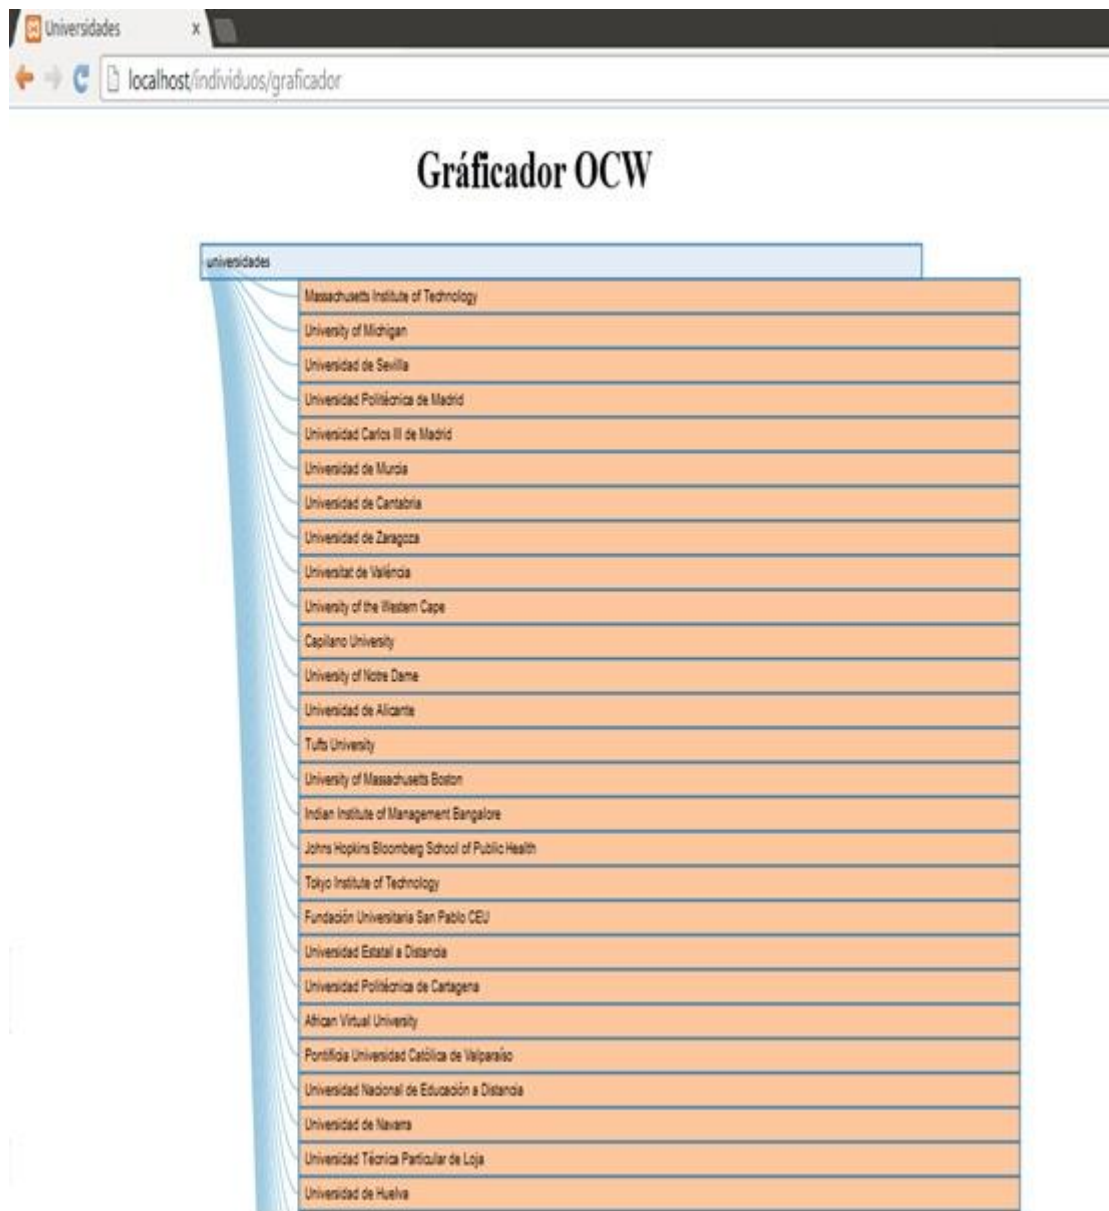 Universidades x
localhost/individuos/graficador
Gráficador OCW
universidades
Massachusetts Institute of Technology
University of Michigan
Universidad de Sevilla
Universidad Politécnica de Madrid
Universidad Carlos III de Madrid
Universidad de Murcia
Universidad de Cantabria
Universidad de Zaragoza
Universitat de València
University of the Western Cape
Capilano University
University of Notre Dame
Universidad de Alicante
Tufts University
University of Massachusetts Boston
Indian Institute of Management Bangalore
Johns Hopkins Bloomberg School of Public Health
Tokyo Institute of Technology
Fundación Universitaria San Pablo CEU
Universidad Estatal a Distancia
Universidad Politécnica de Cartagena
African Virtual University
Pontificia Universidad Católica de Valparaíso
Universidad Nacional de Educación a Distancia
Universidad de Navarra
Universidad Técnica Particular de Loja
Universidad de Huelva